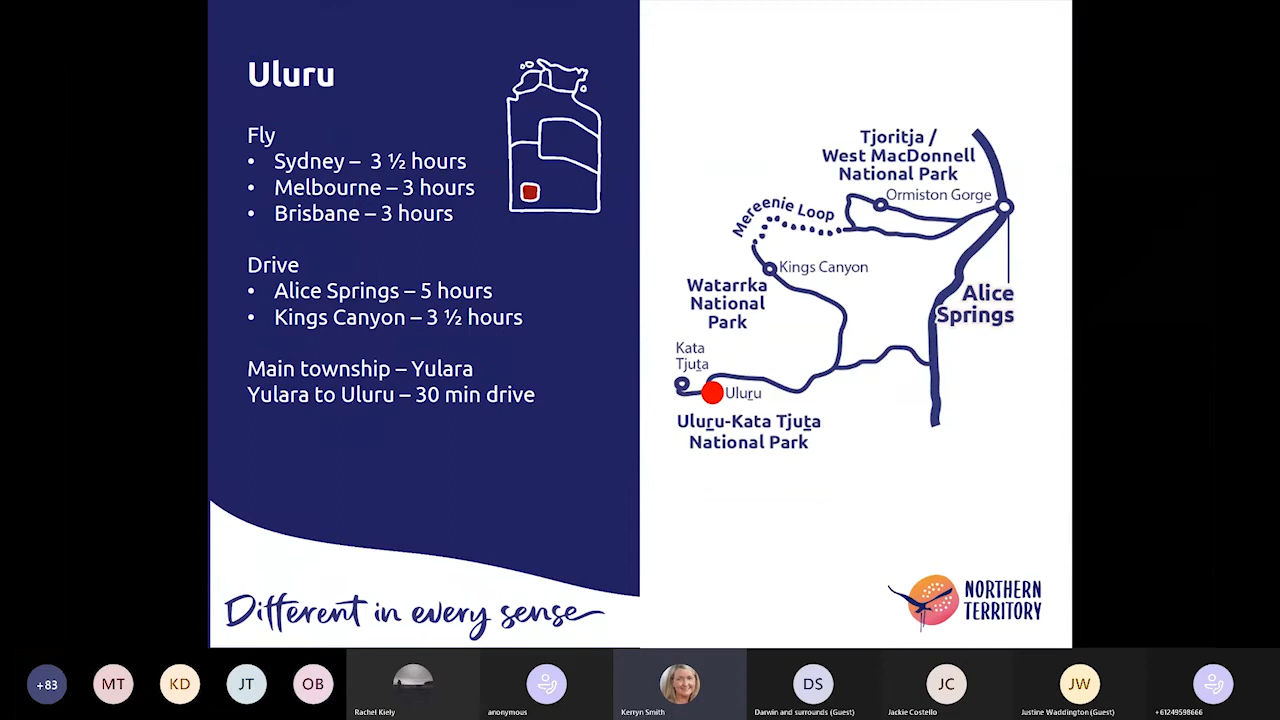 Uluru
Fly
• Sydney – 3 ½ hours
• Melbourne – 3 hours
• Brisbane – 3 hours
Drive
• Alice Springs – 5 hours
• Kings Canyon – 3 ½ hours
Main township – Yulara
Yulara to Uluru – 30 min drive
Different in every sense
Tjoritja /
West MacDonnell
National Park
Ormiston Gorge
Mereenie Loop
Kings Canyon
Watarrka
National
Park
Alice
Springs
Kata
Tjuṯa
Uluṟu
Uluṟu-Kata Tjuṯa
National Park
NORTHERN
TERRITORY
+83
MT
KD
JT
OB
Rachel Kiely
anonymous
Kerryn Smith
DS
Darwin and surrounds (Guest)
JC
Jackie Costello
JW
Justine Waddington (Guest)
+61249598666